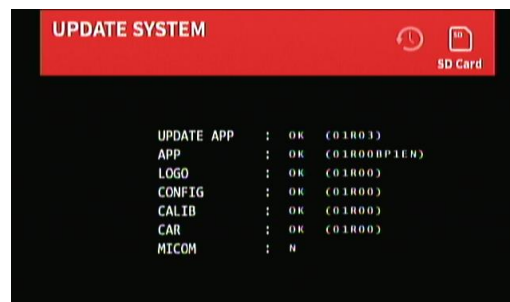 UPDATE SYSTEM
SD
SD Card
UPDATE APP : OK (01R03)
APP : OK (01R00BP1EN)
LOGO : OK (01R00)
CONFIG : OK (01R00)
CALIB : OK (01R00)
CAR : OK (01R00)
MICOM : N